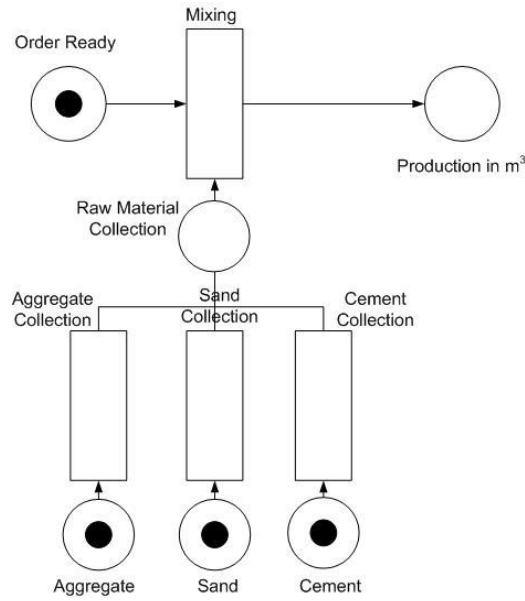 Mixing
Order Ready
Production in m³
Raw Material
Collection
Aggregate
Collection
Sand
Collection
Cement
Collection
Aggregate
Sand
Cement